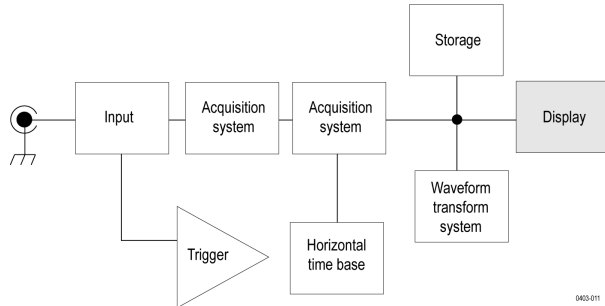 Storage
Input
Acquisition
system
Acquisition
system
Display
Waveform
transform
system
Trigger
Horizontal
time base
0403-011